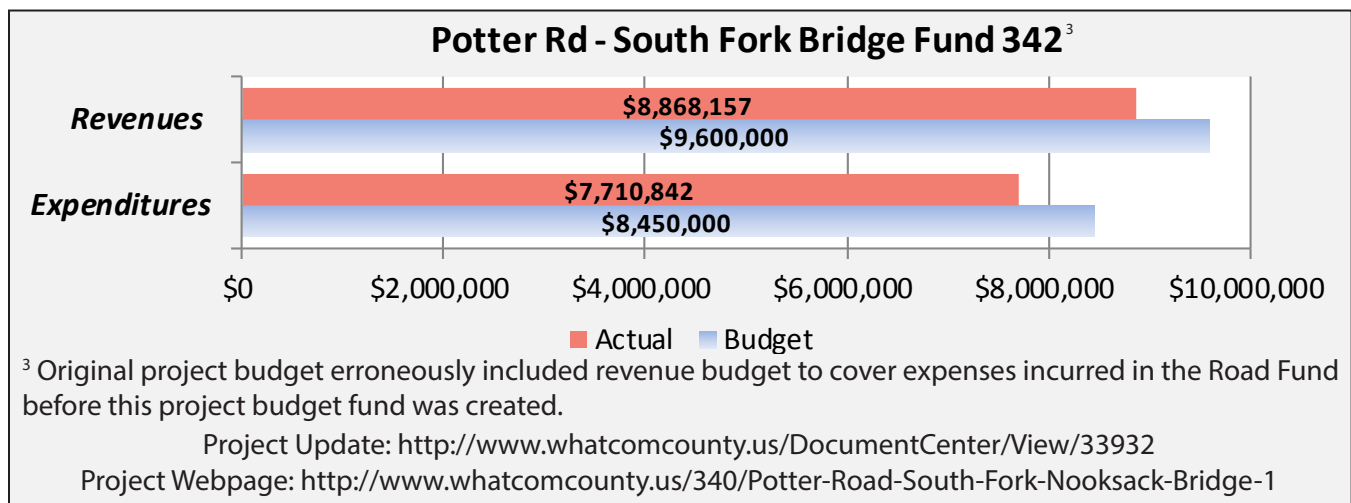 Potter Rd - South Fork Bridge Fund 342³
Revenues
$8,868,157
$9,600,000
Expenditures
$7,710,842
$8,450,000
$0 $2,000,000 $4,000,000 $6,000,000 $8,000,000 $10,000,000
Actual Budget
³ Original project budget erroneously included revenue budget to cover expenses incurred in the Road Fund
before this project budget fund was created.
Project Update: http://www.whatcomcounty.us/DocumentCenter/View/33932
Project Webpage: http://www.whatcomcounty.us/340/Potter-Road-South-Fork-Nooksack-Bridge-1